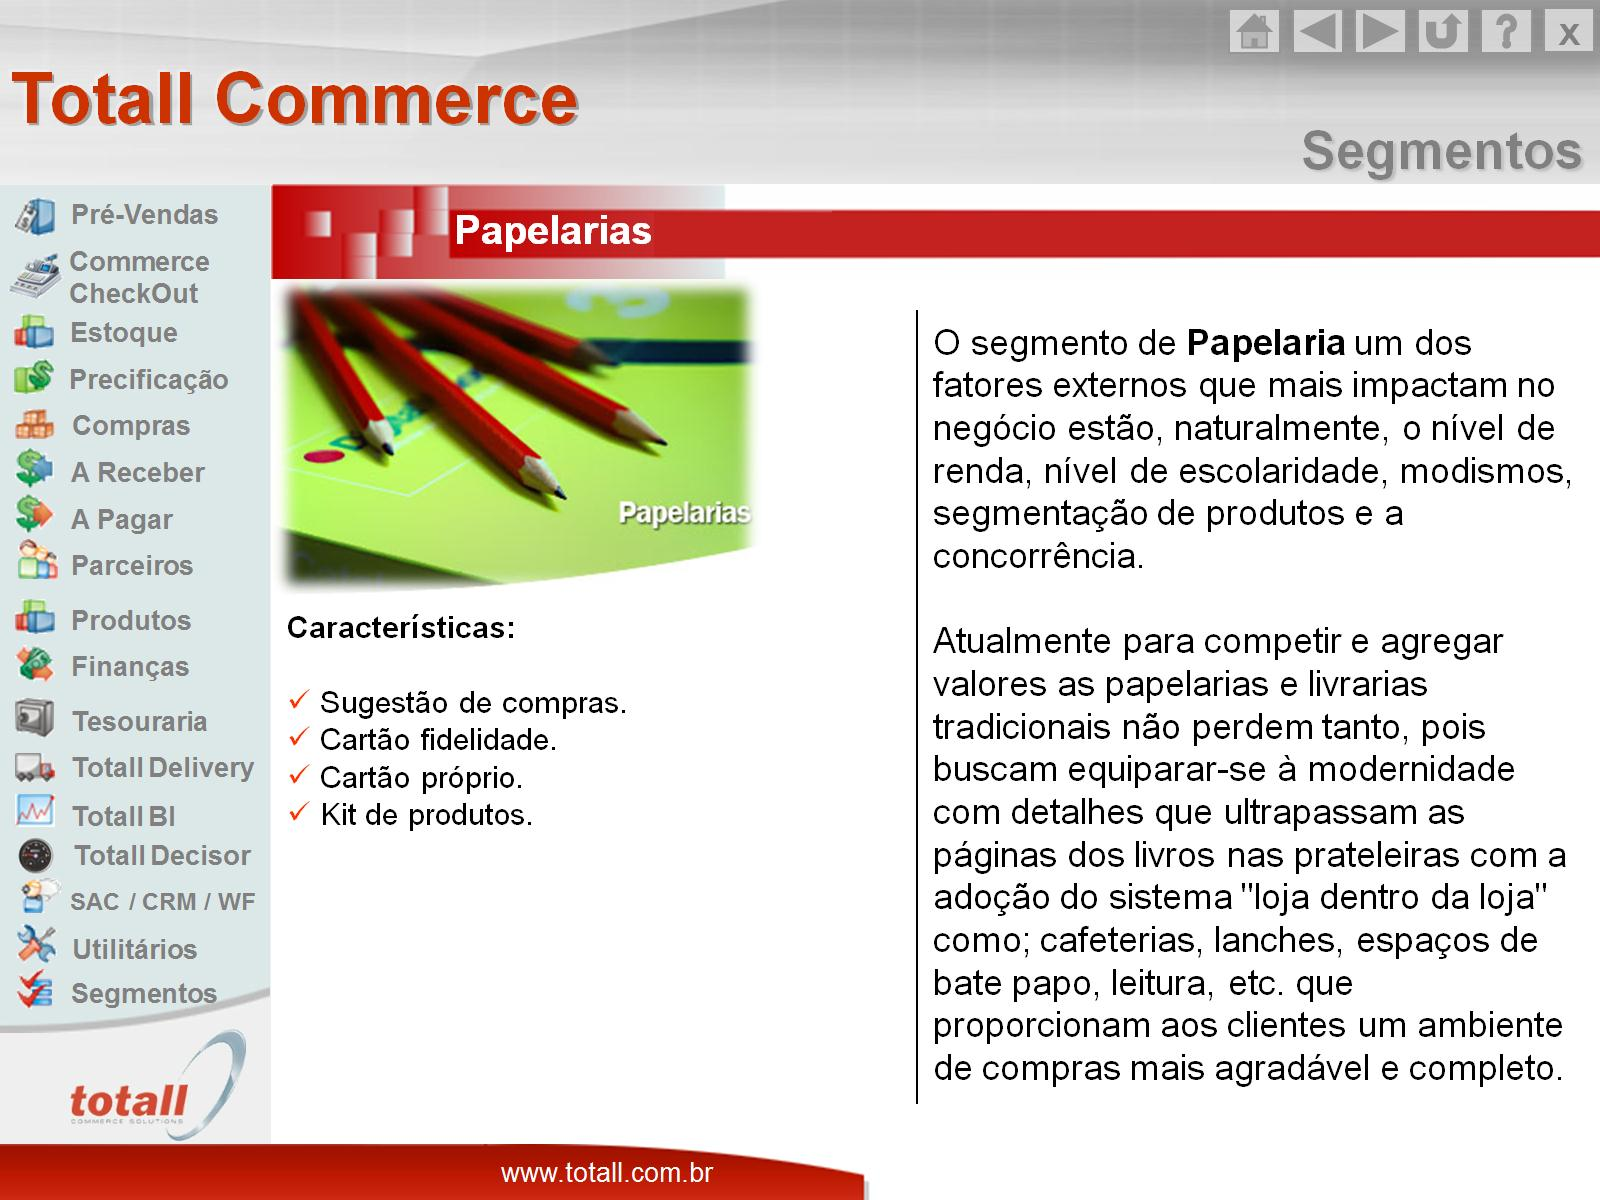 ?
x
Totall Commerce
Segmentos
Pré-Vendas
Commerce
CheckOut
Estoque
Precificação
Compras
A Receber
A Pagar
Parceiros
Produtos
Finanças
Tesouraria
Totall Delivery
Totall BI
Totall Decisor
SAC / CRM / WF
Utilitários
Segmentos
totall
COMMERCE SOLUTIONS
Papelarias
Papelarias
Características:
Sugestão de compras.
Cartão fidelidade.
Cartão próprio.
Kit de produtos.
O segmento de Papelaria um dos
fatores externos que mais impactam no
negócio estão, naturalmente, o nível de
renda, nível de escolaridade, modismos,
segmentação de produtos e a
concorrência.
Atualmente para competir e agregar
valores as papelarias e livrarias
tradicionais não perdem tanto, pois
buscam equiparar-se à modernidade
com detalhes que ultrapassam as
páginas dos livros nas prateleiras com a
adoção do sistema "loja dentro da loja"
como; cafeterias, lanches, espaços de
bate papo, leitura, etc. que
proporcionam aos clientes um ambiente
de compras mais agradável e completo.
www.totall.com.br